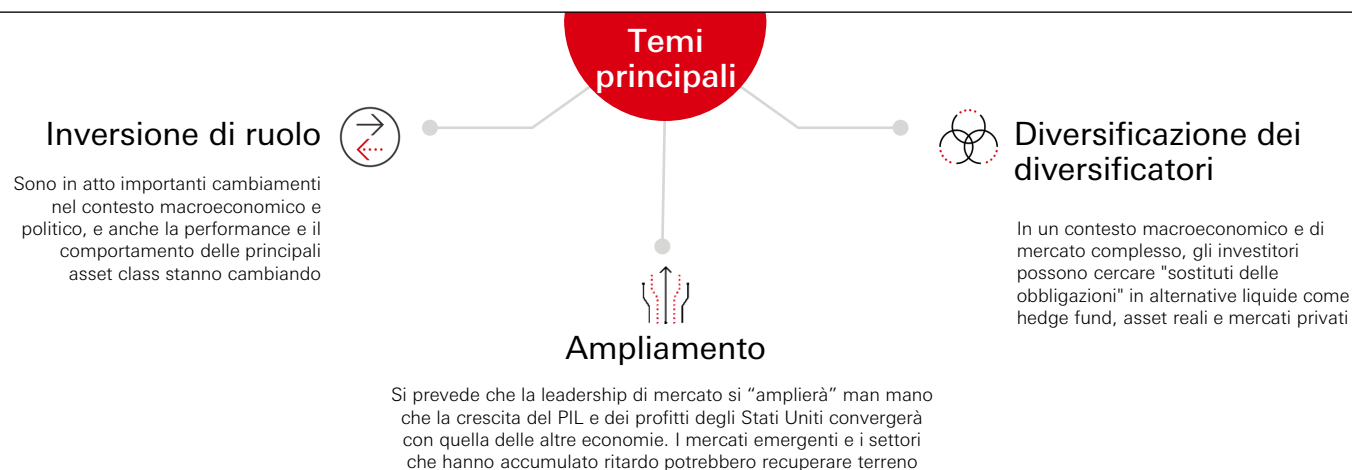 Temi
principali
Inversione di ruolo
Sono in atto importanti cambiamenti
nel contesto macroeconomico e
politico, e anche la performance e il
comportamento delle principali
asset class stanno cambiando
Ampliamento
Si prevede che la leadership di mercato si “amplierà” man mano
che la crescita del PIL e dei profitti degli Stati Uniti convergerà
con quella delle altre economie. I mercati emergenti e i settori
che hanno accumulato ritardo potrebbero recuperare terreno
Diversificazione dei
diversificatori
In un contesto macroeconomico e di
mercato complesso, gli investitori
possono cercare "sostituti delle
obbligazioni" in alternative liquide come
hedge fund, asset reali e mercati privati